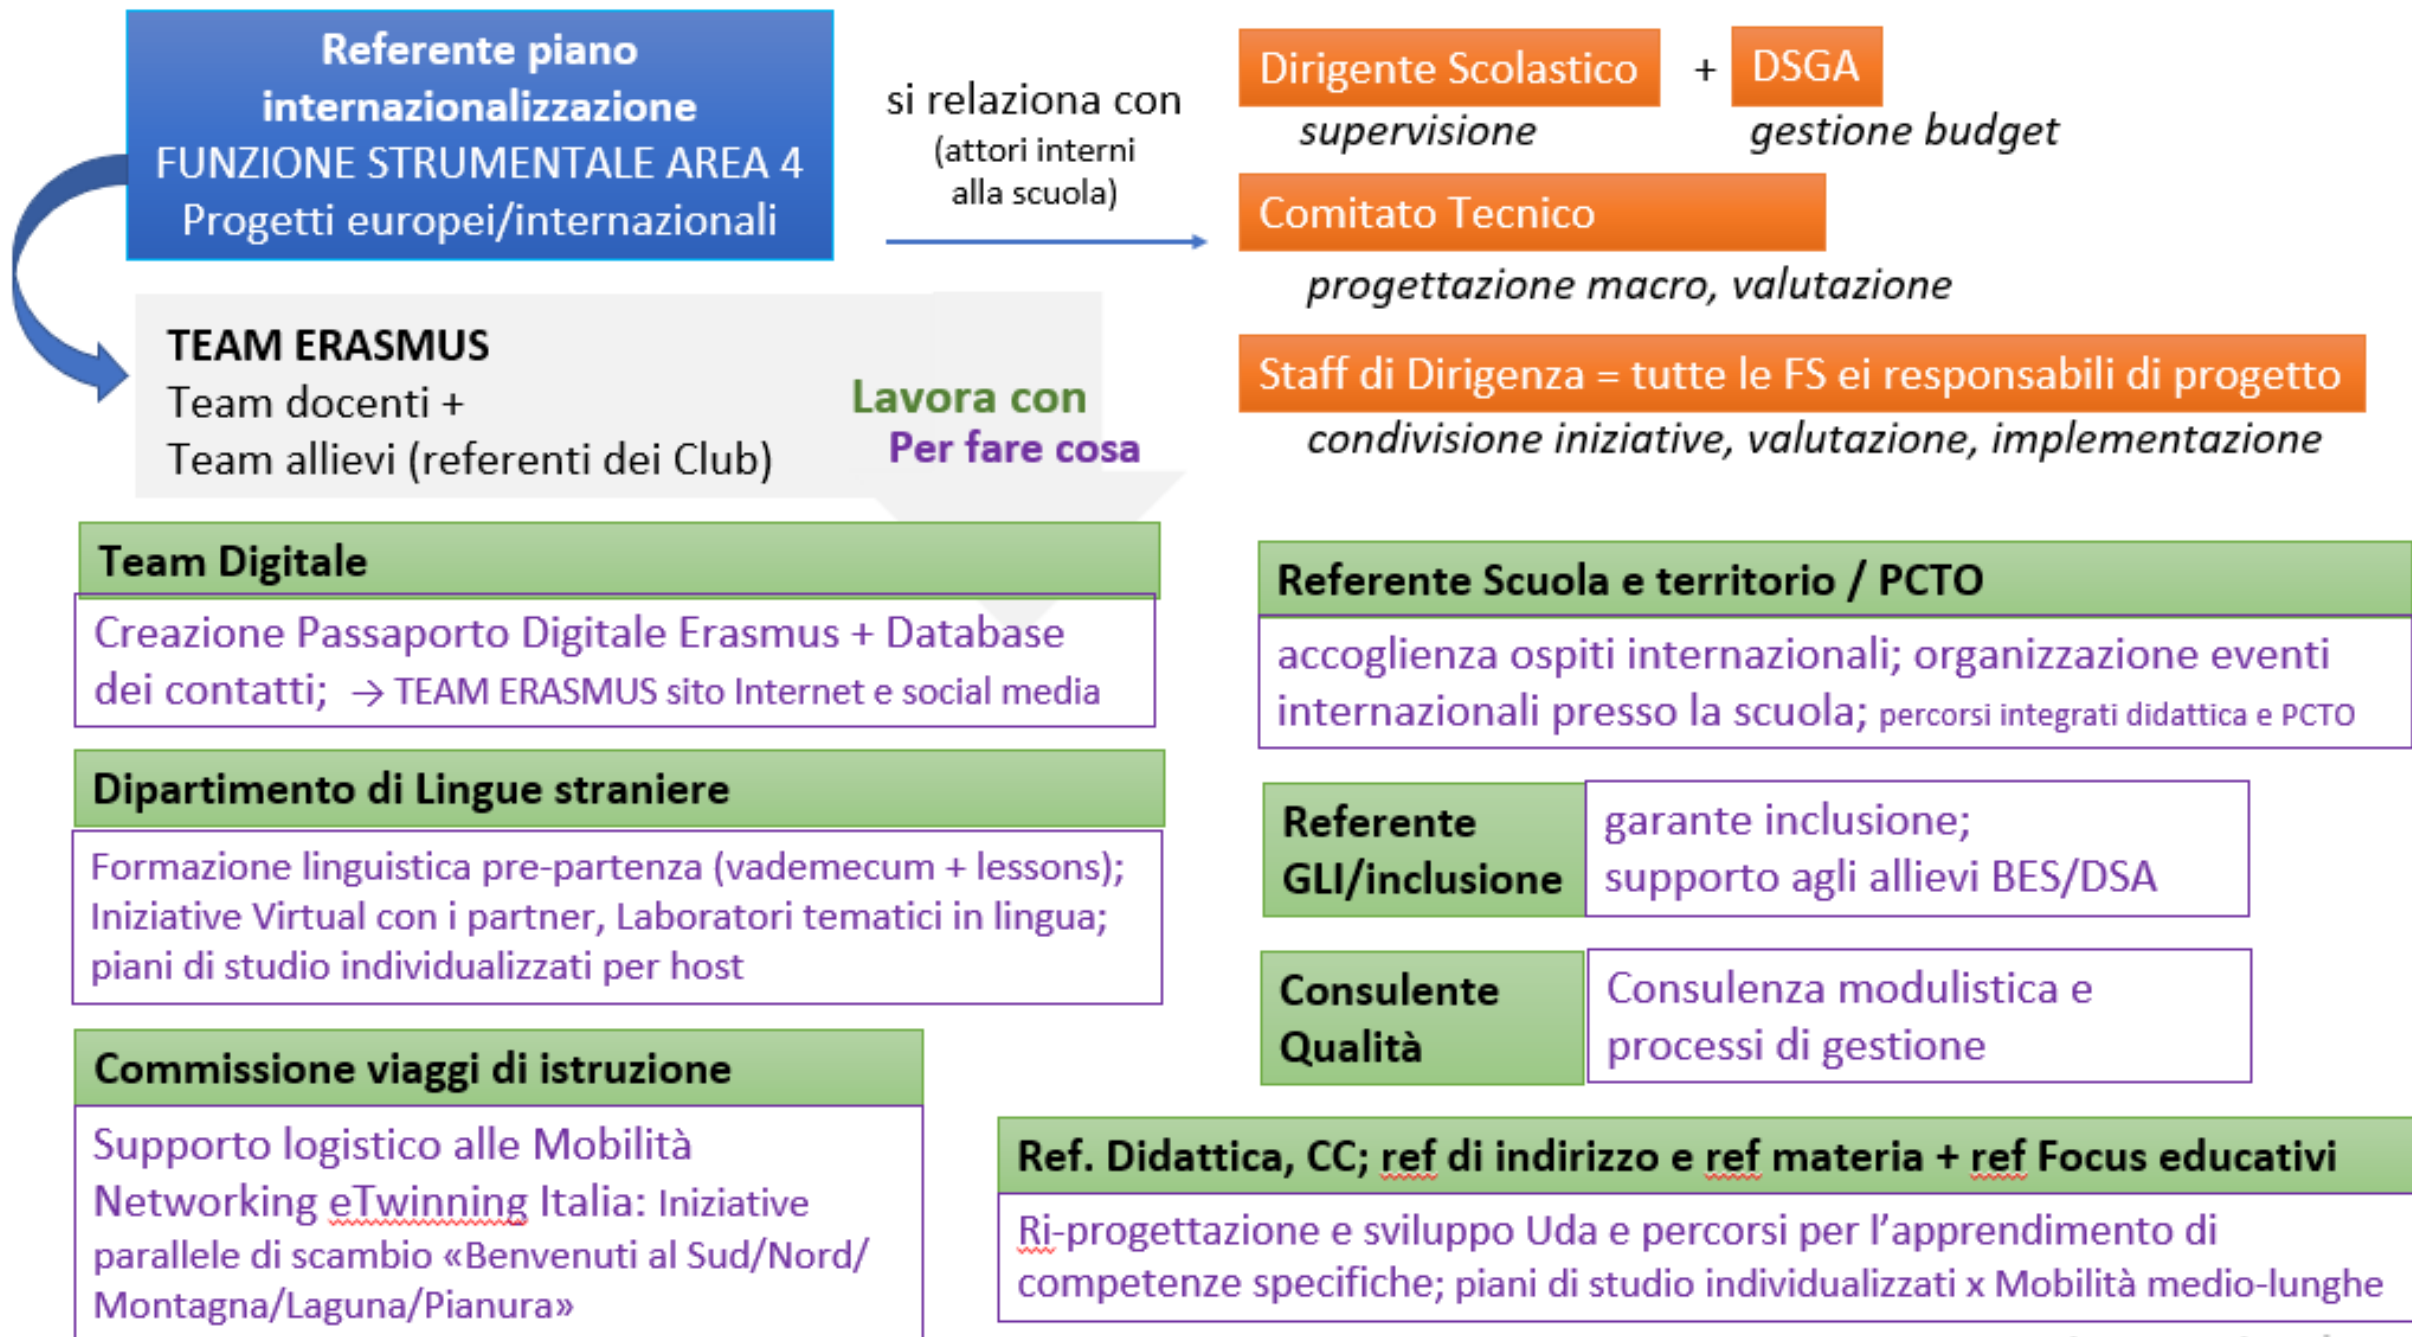 Referente piano
internazionalizzazione
FUNZIONE STRUMENTALE AREA 4
Progetti europei/internazionali
si relaziona con
(attori interni
alla scuola)
Dirigente Scolastico + DSGA
supervisione gestione budget
Comitato Tecnico
progettazione macro, valutazione
Staff di Dirigenza = tutte le FS ei responsabili di progetto
condivisione iniziative, valutazione, implementazione
TEAM ERASMUS
Team docenti +
Team allievi (referenti dei Club)
Lavora con
Per fare cosa
Team Digitale
Creazione Passaporto Digitale Erasmus + Database
dei contatti; → TEAM ERASMUS sito Internet e social media
Dipartimento di Lingue straniere
Formazione linguistica pre-partenza (vademecum + lessons);
Iniziative Virtual con i partner, Laboratori tematici in lingua;
piani di studio individualizzati per host
Commissione viaggi di istruzione
Supporto logistico alle Mobilità
Networking eTwinning Italia: Iniziative
parallele di scambio «Benvenuti al Sud/Nord/
Montagna/Laguna/Pianura»
Referente Scuola e territorio / PCTO
accoglienza ospiti internazionali; organizzazione eventi
internazionali presso la scuola; percorsi integrati didattica e PCTO
Referente
GLI/inclusione
garante inclusione;
supporto agli allievi BES/DSA
Consulente
Qualità
Consulenza modulistica e
processi di gestione
Ref. Didattica, CC; ref di indirizzo e ref materia + ref Focus educativi
Ri-progettazione e sviluppo Uda e percorsi per l'apprendimento di
competenze specifiche; piani di studio individualizzati x Mobilità medio-lunghe